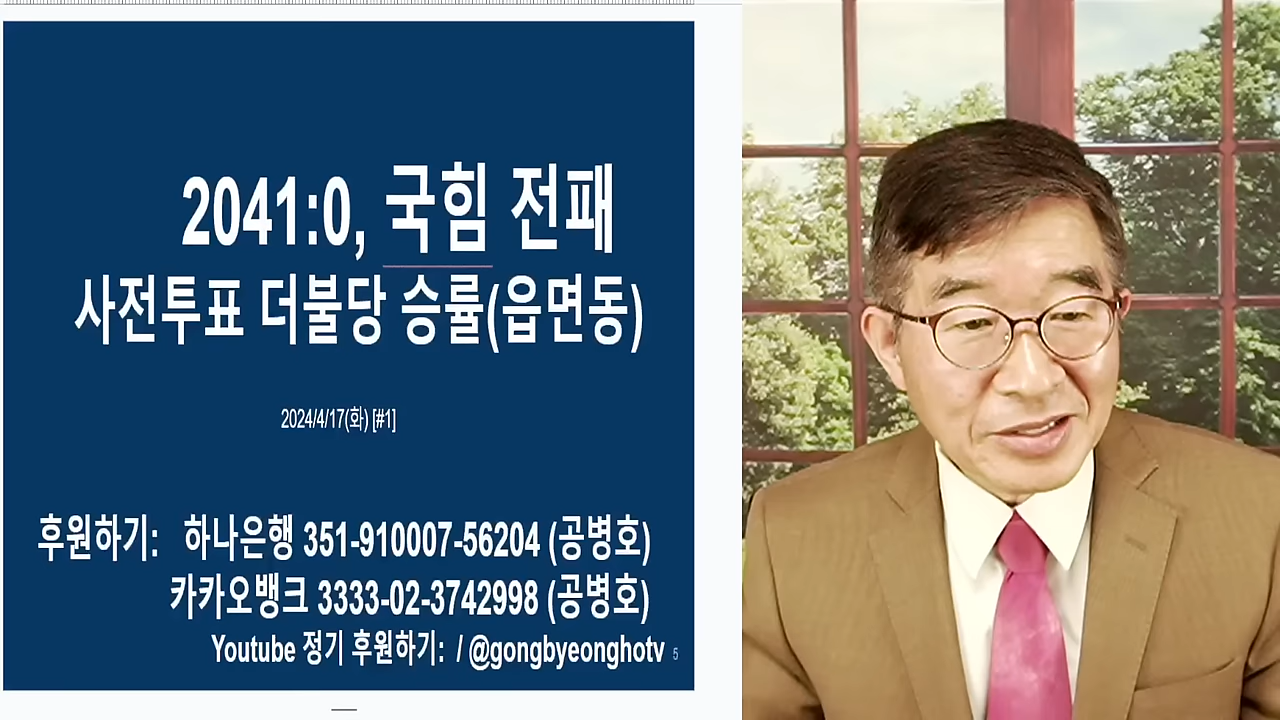 2041:0, 국힘 전패
사전투표 더불당 승률(읍면동)
2024/4/17(화) [#1]
후원하기: 하나은행 351-910007-56204 (공병호)
카카오뱅크 3333-02-3742998 (공병호)
Youtube 정기 후원하기: / @gongbyeonghotv
5